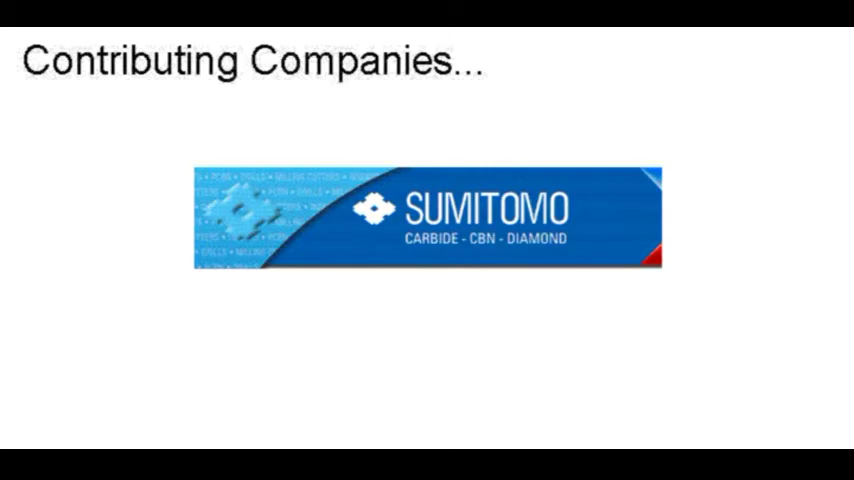 Contributing Companies...
SUMITOMO
CARBIDE - CBN - DIAMOND